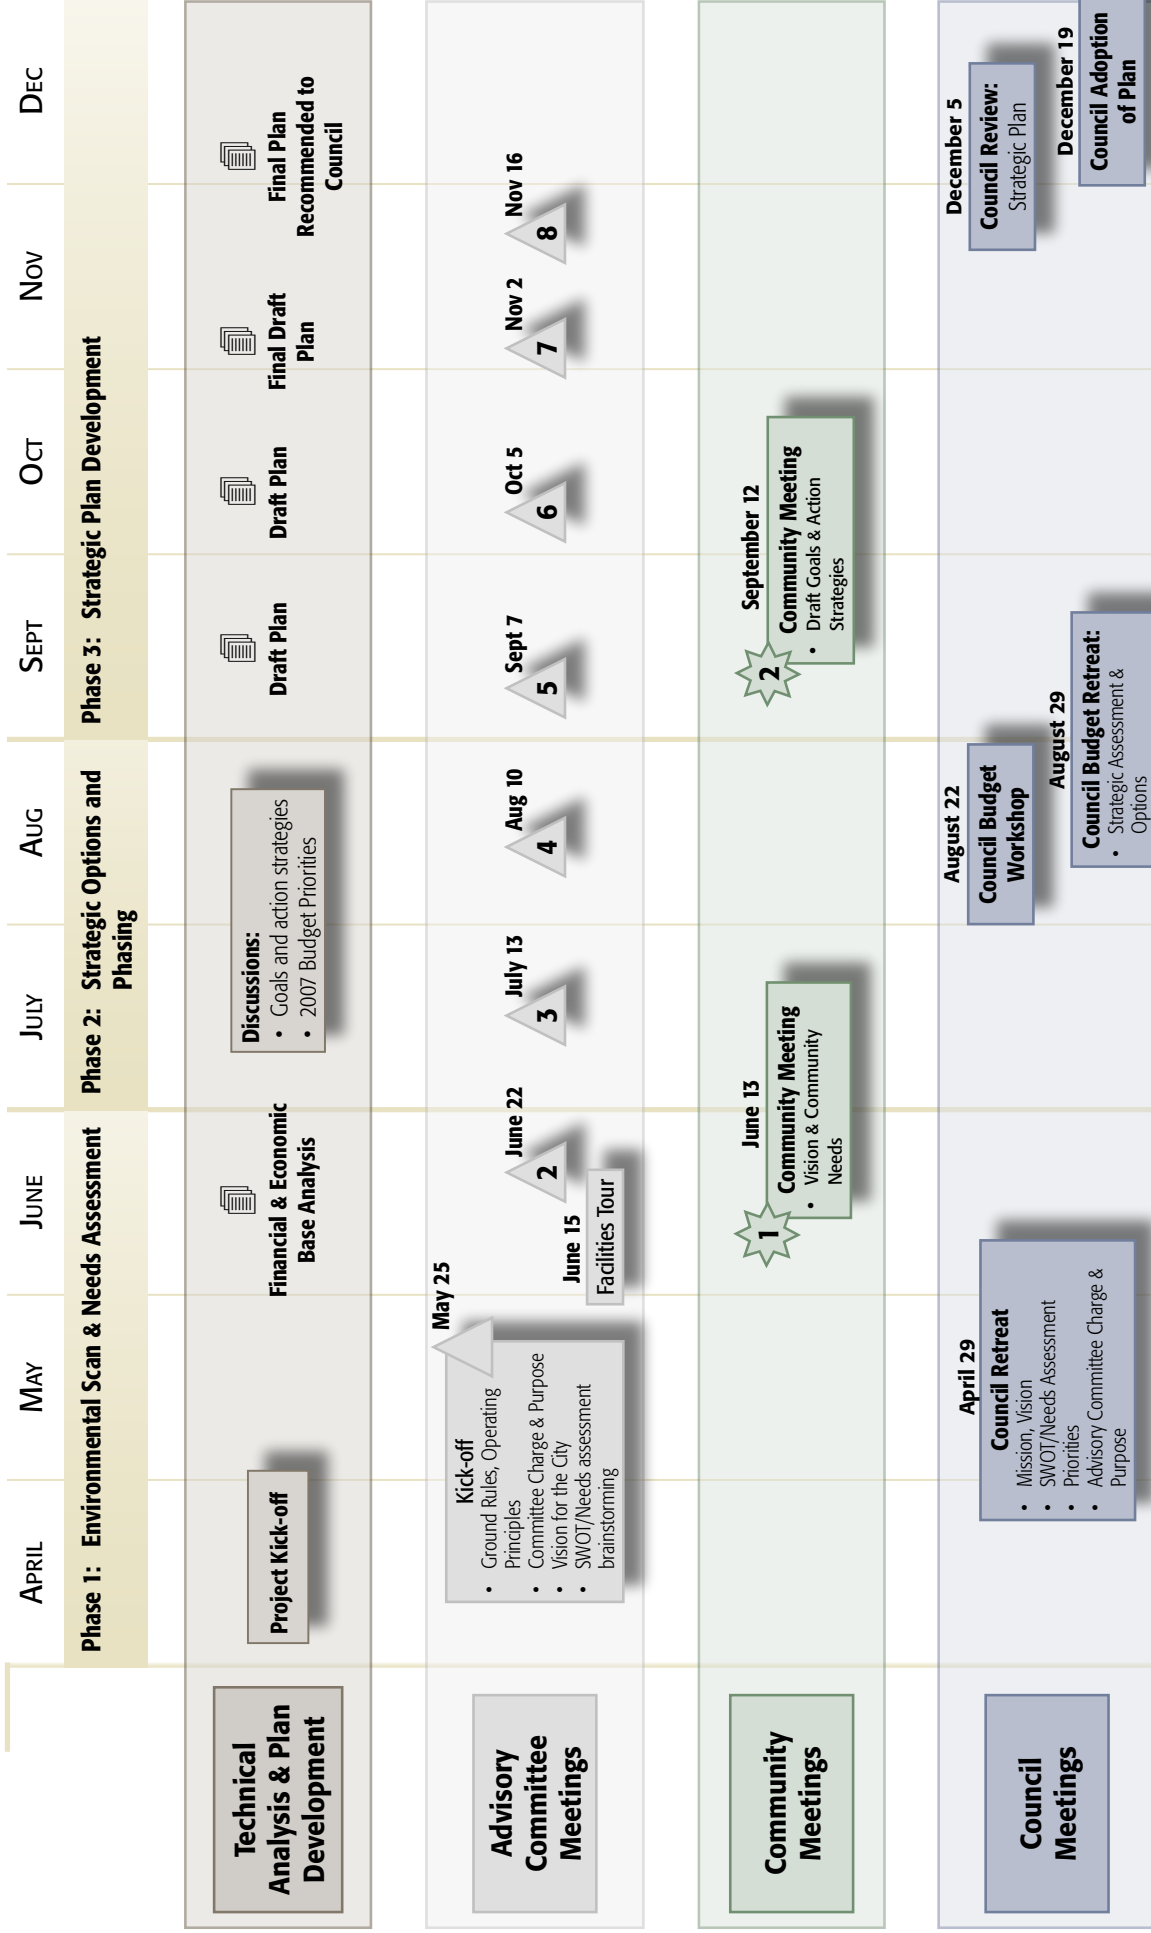 APRIL
MAY
JUNE
JULY
AUG
SEPT
OCT
NOV
DEC
Phase 1: Environmental Scan & Needs Assessment
Phase 2: Strategic Options and
Phasing
Phase 3: Strategic Plan Development
Technical
Analysis & Plan
Development
Project Kick-off
Financial & Economic
Base Analysis
Discussions:
• Goals and action strategies
• 2007 Budget Priorities
Draft Plan
Draft Plan
Final Draft
Plan
Final Plan
Recommended to
Council
Advisory
Committee
Meetings
May 25
Kick-off
• Ground Rules, Operating
Principles
• Committee Charge & Purpose
• Vision for the City
• SWOT/Needs assessment
brainstorming
June 15
Facilities Tour
June 22
2
July 13
3
Aug 10
4
Sept 7
5
Oct 5
6
Nov 2
7
Nov 16
8
Community
Meetings
June 13
1
Community Meeting
• Vision & Community
Needs
September 12
2
Community Meeting
• Draft Goals & Action
Strategies
Council
Meetings
April 29
Council Retreat
• Mission, Vision
• SWOT/Needs Assessment
• Priorities
• Advisory Committee Charge &
Purpose
August 22
Council Budget
Workshop
August 29
Council Budget Retreat:
• Strategic Assessment &
Options
December 5
Council Review:
Strategic Plan
December 19
Council Adoption
of Plan